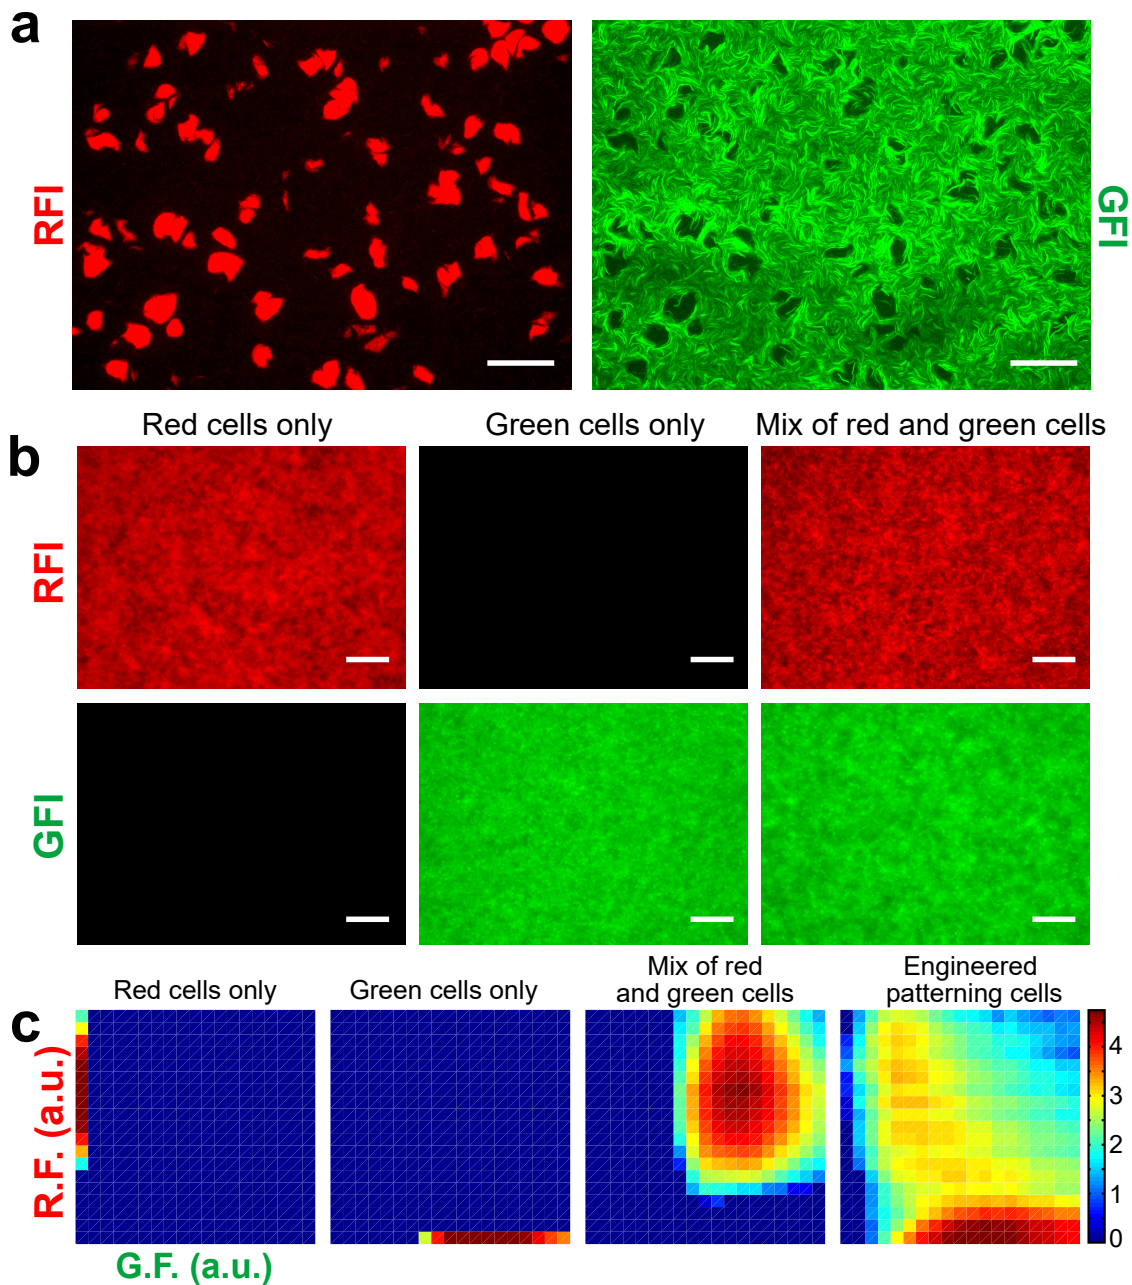 a
RFI
GFI
b
Red cells only
Green cells only
Mix of red and green cells
RFI
GFI
c
Red cells only
Green cells only
Mix of red
and green cells
Engineered
patterning cells
R.F. (a.u.)
G.F. (a.u.)
4
3
2
1
0